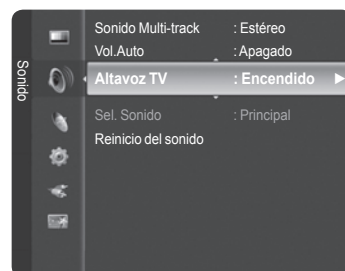 Sonido
Sonido Multi-track : Estéreo
Vol.Auto : Apagado
Altavoz TV : Encendido
Sel. Sonido : Principal
Reinicio del sonido